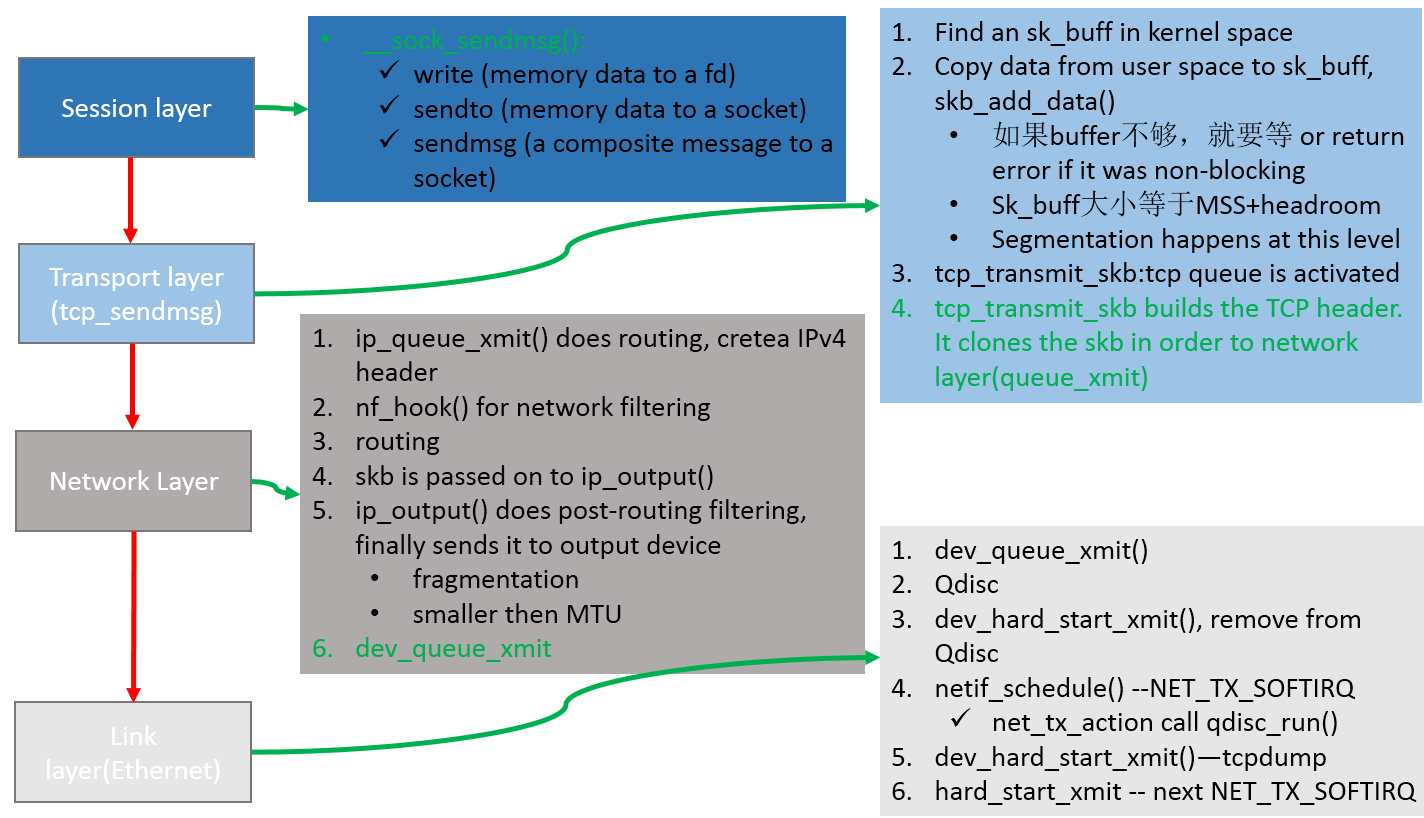 Session layer
• __sock_sendmsg():
✓ write (memory data to a fd)
✓ sendto (memory data to a socket)
✓ sendmsg (a composite message to a
socket)
Transport layer
(tcp_sendmsg)
1. Find an sk_buff in kernel space
2. Copy data from user space to sk_buff,
skb_add_data()
• 如果buffer不够，就要等 or return
error if it was non-blocking
• Sk_buff大小等于MSS+headroom
• Segmentation happens at this level
3. tcp_transmit_skb:tcp queue is activated
4. tcp_transmit_skb builds the TCP header.
It clones the skb in order to network
layer(queue_xmit)
Network Layer
1. ip_queue_xmit() does routing, cretea IPv4
header
2. nf_hook() for network filtering
3. routing
4. skb is passed on to ip_output()
5. ip_output() does post-routing filtering,
finally sends it to output device
• fragmentation
• smaller then MTU
6. dev_queue_xmit
Link
layer(Ethernet)
1. dev_queue_xmit()
2. Qdisc
3. dev_hard_start_xmit(), remove from
Qdisc
4. netif_schedule() --NET_TX_SOFTIRQ
✓ net_tx_action call qdisc_run()
5. dev_hard_start_xmit()—tcpdump
6. hard_start_xmit -- next NET_TX_SOFTIRQ